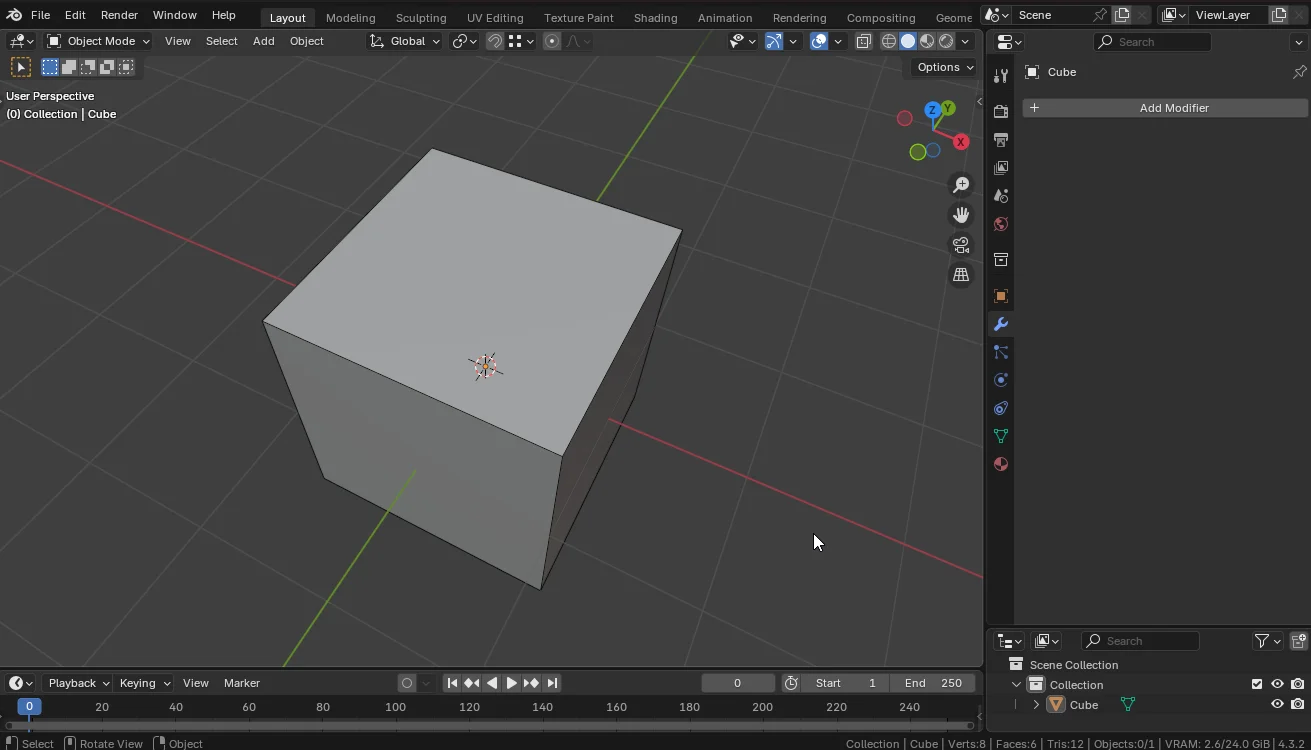 File Edit Render Window Help Layout Modeling Sculpting UV Editing Texture Paint Shading Animation Rendering Compositing Geome Scene ViewLayer
Object Mode View Select Add Object Global Search
Options
Cube
User Perspective
(0) Collection | Cube
Add Modifier
Z Y
X
Search
Scene Collection
Collection
Cube
Playback Keying View Marker 0 Start 1 End 250
0 20 40 60 80 100 120 140 160 180 200 220 240
Select Rotate View Object Collection | Cube | Verts:8 | Faces:6 | Tris:12 | Objects:0/1 | VRAM: 2.6/24.0 GiB | 4.3.2